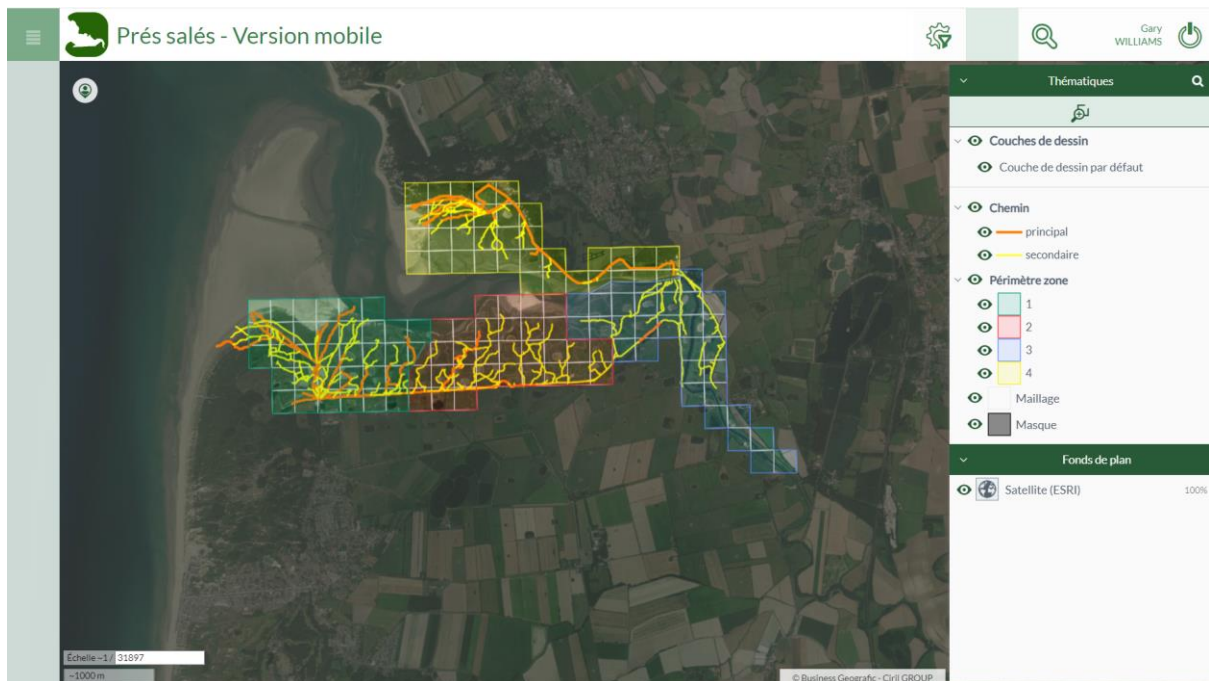 Prés salés - Version mobile
Gary
WILLIAMS
Thématiques
Couches de dessin
Couche de dessin par défaut
Chemin
principal
secondaire
Périmètre zone
1
2
3
4
Maillage
Masque
Fonds de plan
Satellite (ESRI)
100%
Échelle ~1 / 31897
~1000 m
© Business Geografic - Ciril GROUP